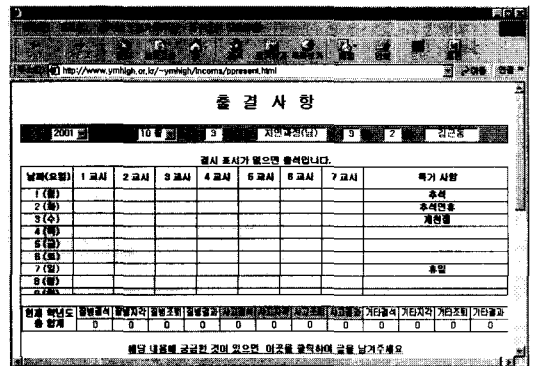 http://www.ymhigh.or.kr/~ymhigh/incoms/ppresent.html
출 결 사 항
2001 10 월 3 자연과정(남) 9 2 김근동
결시 표시가 없으면 출석입니다.
날짜(요일) 1 교시 2 교시 3 교시 4 교시 5 교시 6 교시 7 교시 특기 사항
1 (월) 추석
2 (화) 추석연휴
3 (수) 개천절
4 (목)
5 (금)
6 (토)
7 (일) 휴일
8 (월)
현재 학년도 질병결석 질병지각 질병조퇴 질병결과 사고결석 사고지각 사고조퇴 사고결과 기타결석 기타지각 기타조퇴 기타결과
총 합계 0 0 0 0 0 0 0 0 0 0 0 0
해당 내용에 궁금한 것이 있으면 이곳을 클릭하여 글을 남겨주세요